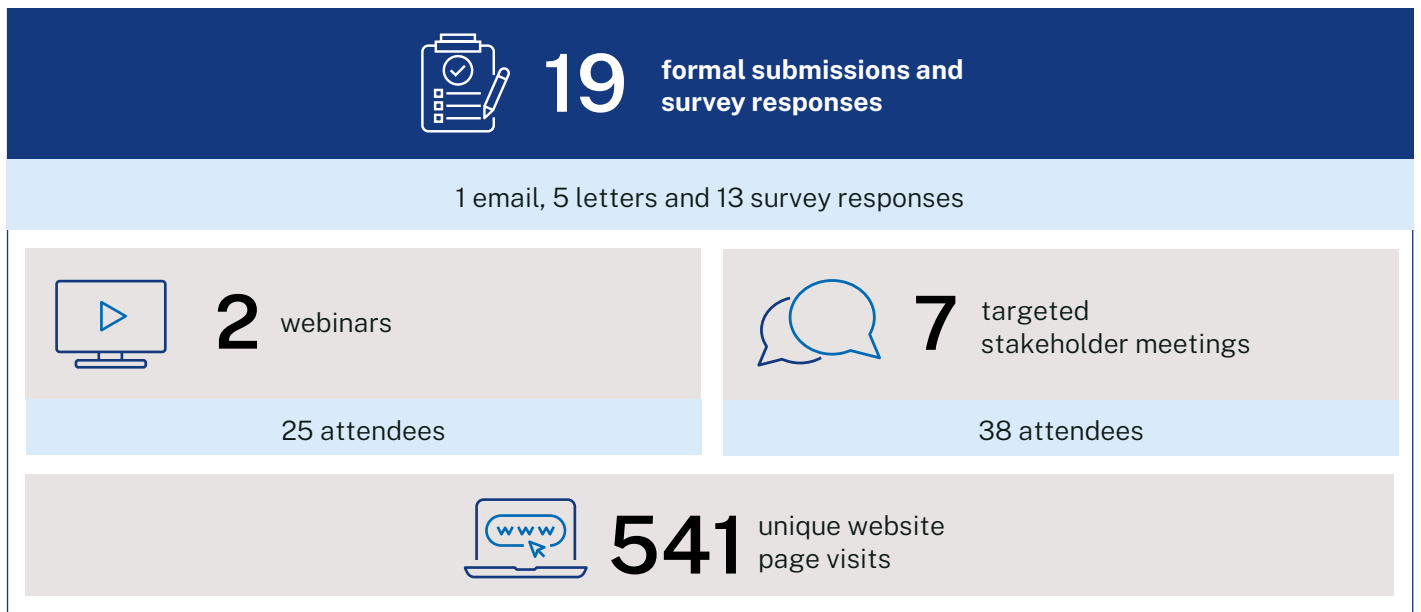 19
formal submissions and
survey responses
1 email, 5 letters and 13 survey responses
2
webinars
25 attendees
7
targeted
stakeholder meetings
38 attendees
www
541
unique website
page visits